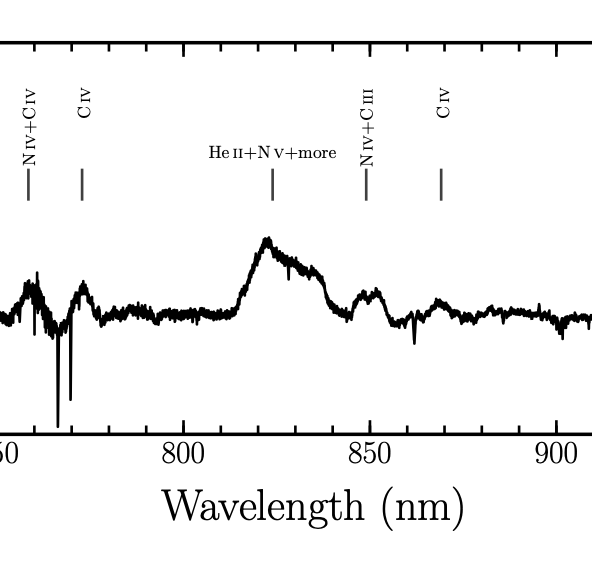 N IV+C IV
C IV
He II+N V+more
N IV+C III
C IV
50
800
850
900
Wavelength (nm)